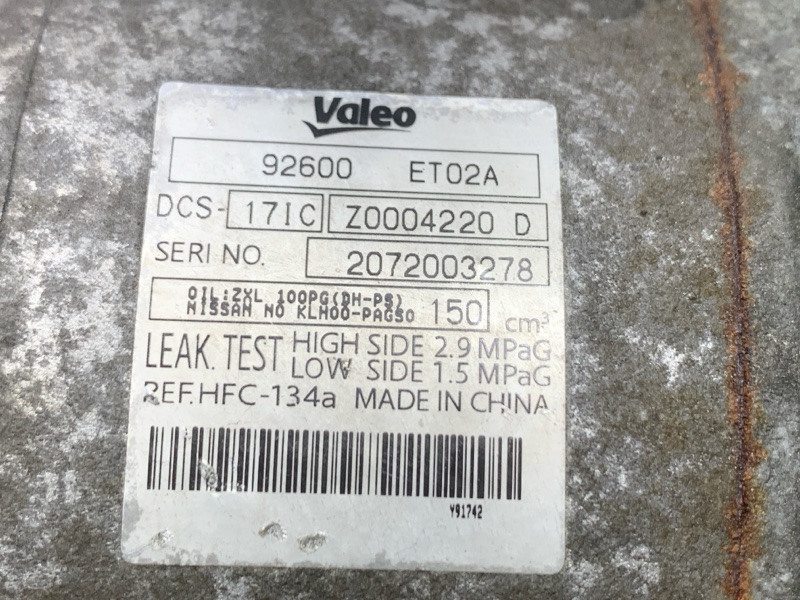 Valeo
92600 ET02A
DCS- 17IC Z0004220 D
SERI NO. 2072003278
OIL:ZXL 100PG(DH-PS)
NISSAN NO KLH00-PAGS0 150 cm³
LEAK. TEST HIGH SIDE 2.9 MPaG
LOW SIDE 1.5 MPaG
REF.HFC-134a MADE IN CHINA
Y91742